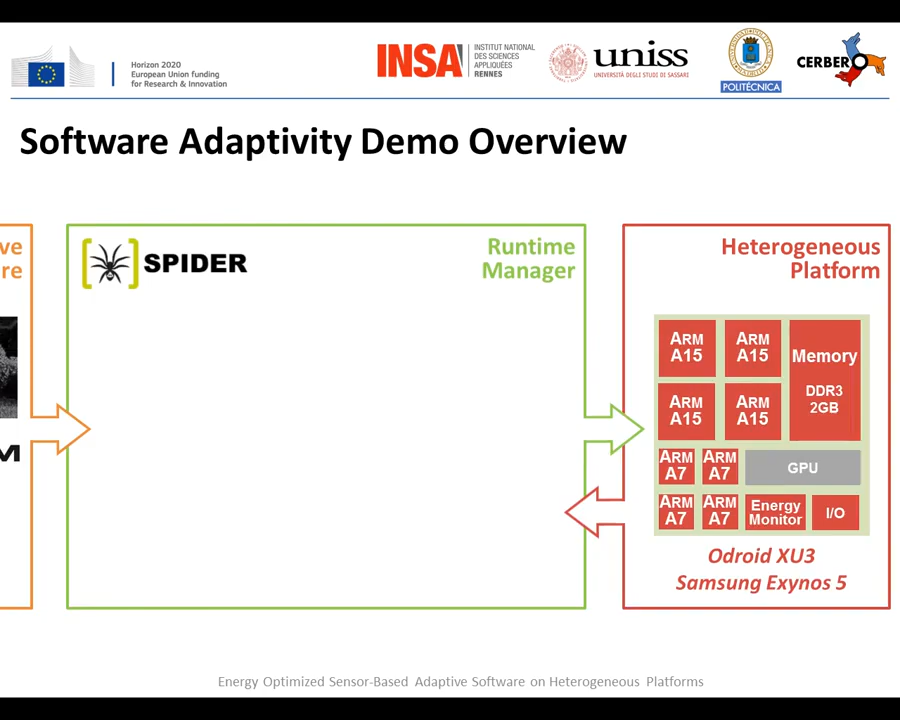 Horizon 2020
European Union funding
for Research & Innovation
INSA
INSTITUT NATIONAL
DES SCIENCES
APPLIQUÉES
RENNES
uniss
UNIVERSITÀ DEGLI STUDI DI SASSARI
POLITÉCNICA
CERBERO
Software Adaptivity Demo Overview
ve
re
M
SPIDER
Runtime
Manager
Heterogeneous
Platform
ARM
A15
ARM
A15
Memory
DDR3
2GB
ARM
A15
ARM
A15
ARM
A7
ARM
A7
GPU
ARM
A7
ARM
A7
Energy
Monitor
I/O
Odroid XU3
Samsung Exynos 5
Energy Optimized Sensor-Based Adaptive Software on Heterogeneous Platforms